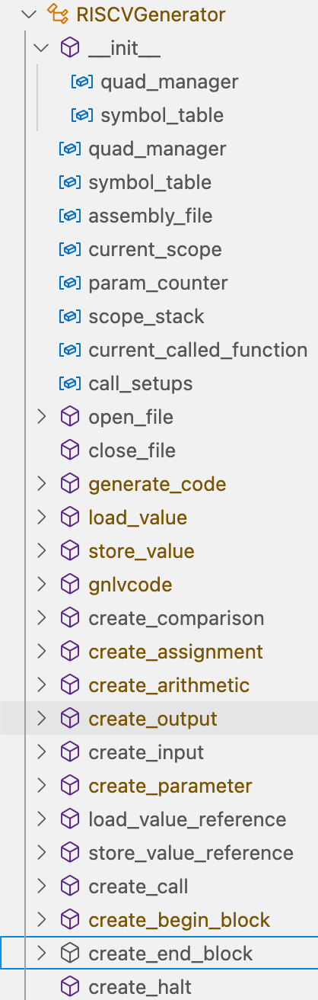 RISCVGenerator
__init__
quad_manager
symbol_table
quad_manager
symbol_table
assembly_file
current_scope
param_counter
scope_stack
current_called_function
call_setups
open_file
close_file
generate_code
load_value
store_value
gnlvcode
create_comparison
create_assignment
create_arithmetic
create_output
create_input
create_parameter
load_value_reference
store_value_reference
create_call
create_begin_block
create_end_block
create_halt